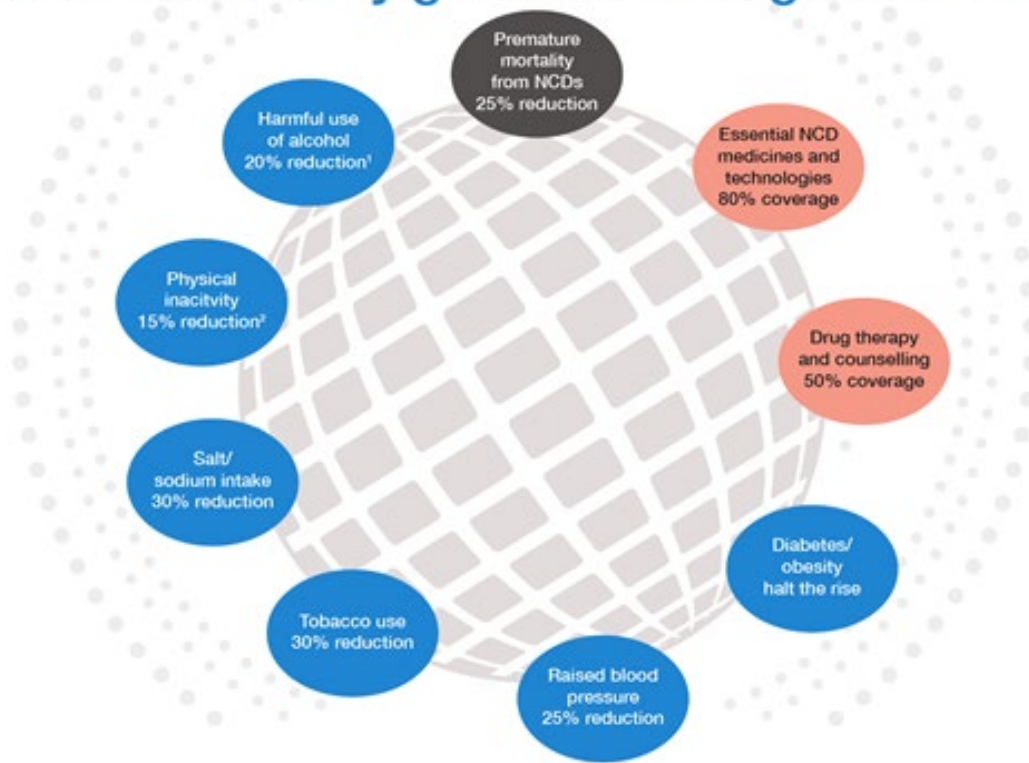 Premature
mortality
from NCDs
25% reduction
Essential NCD
medicines and
technologies
80% coverage
Drug therapy
and counselling
50% coverage
Diabetes/
obesity
halt the rise
Raised blood
pressure
25% reduction
Tobacco use
30% reduction
Salt/
sodium intake
30% reduction
Physical
inacitvity
15% reduction²
Harmful use
of alcohol
20% reduction¹